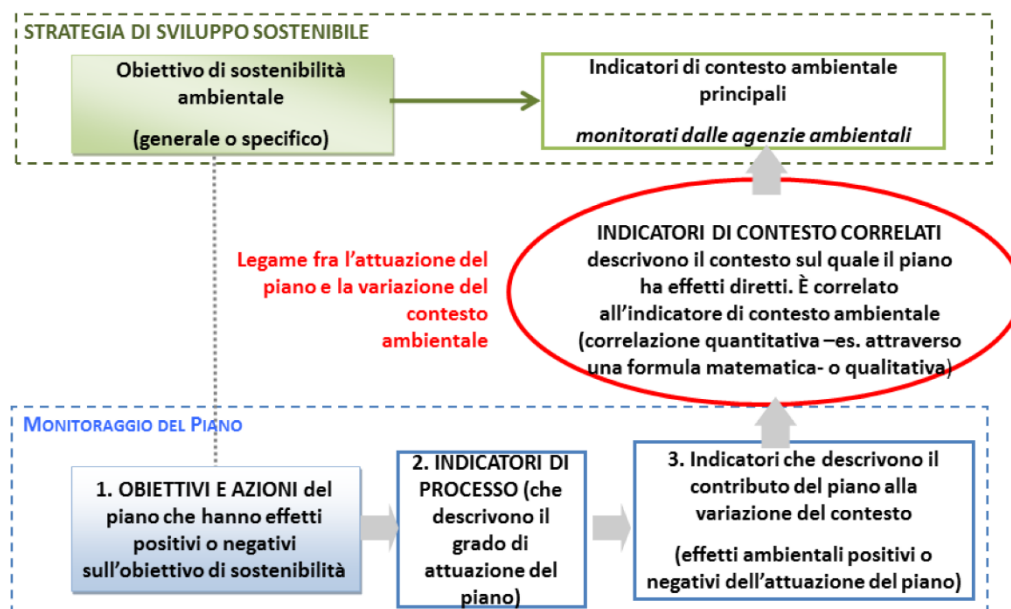 STRATEGIA DI SVILUPPO SOSTENIBILE
Obiettivo di sostenibilità
ambientale
(generale o specifico)
Indicatori di contesto ambientale
principali
monitorati dalle agenzie ambientali
Legame fra l’attuazione del
piano e la variazione del
contesto
ambientale
INDICATORI DI CONTESTO CORRELATI
descrivono il contesto sul quale il piano
ha effetti diretti. È correlato
all’indicatore di contesto ambientale
(correlazione quantitativa –es. attraverso
una formula matematica- o qualitativa)
MONITORAGGIO DEL PIANO
1. OBIETTIVI E AZIONI del
piano che hanno effetti
positivi o negativi
sull’obiettivo di sostenibilità
2. INDICATORI DI
PROCESSO (che
descrivono il
grado di
attuazione del
piano)
3. Indicatori che descrivono il
contributo del piano alla
variazione del contesto
(effetti ambientali positivi o
negativi dell’attuazione del piano)